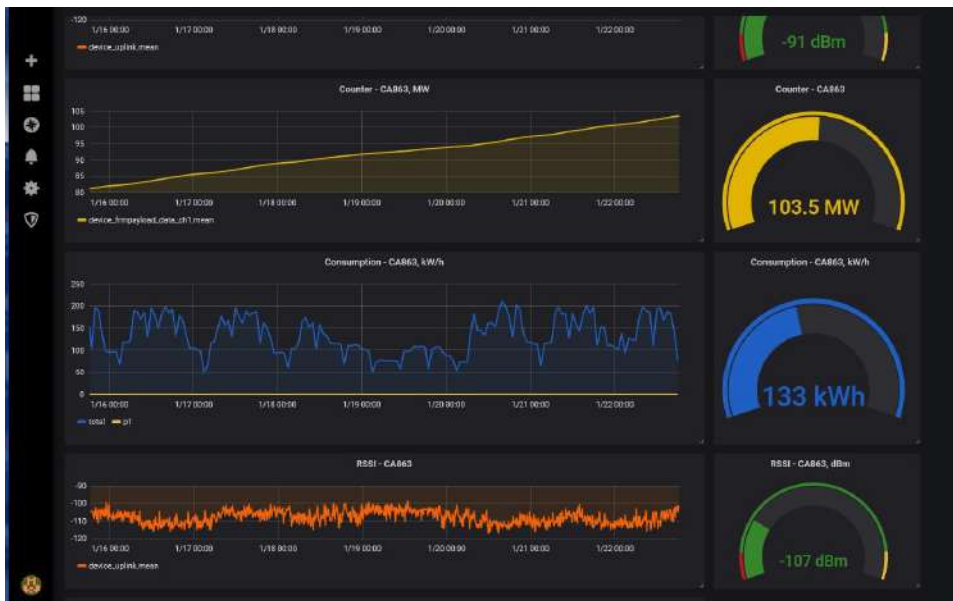 -120
1/16 00:00 1/17 00:00 1/18 00:00 1/19 00:00 1/20 00:00 1/21 00:00 1/22 00:00
device_uplink.mean
-91 dBm
Counter - CA863, MW
105
100
95
90
85
80
1/16 00:00 1/17 00:00 1/18 00:00 1/19 00:00 1/20 00:00 1/21 00:00 1/22 00:00
device_frmpayload_data_ch1.mean
Counter - CA863
103.5 MW
Consumption - CA863, kW/h
250
200
150
100
50
0
1/16 00:00 1/17 00:00 1/18 00:00 1/19 00:00 1/20 00:00 1/21 00:00 1/22 00:00
total p1
Consumption - CA863, kW/h
133 kWh
RSSI - CA863
-90
-100
-110
-120
1/16 00:00 1/17 00:00 1/18 00:00 1/19 00:00 1/20 00:00 1/21 00:00 1/22 00:00
device_uplink.mean
RSSI - CA863, dBm
-107 dBm